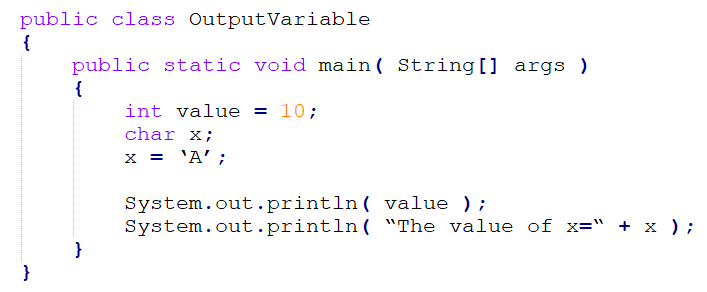 public class OutputVariable
{
public static void main( String[] args )
{
int value = 10;
char x;
x = ‘A’;
System.out.println( value );
System.out.println( “The value of x=“ + x );
}
}